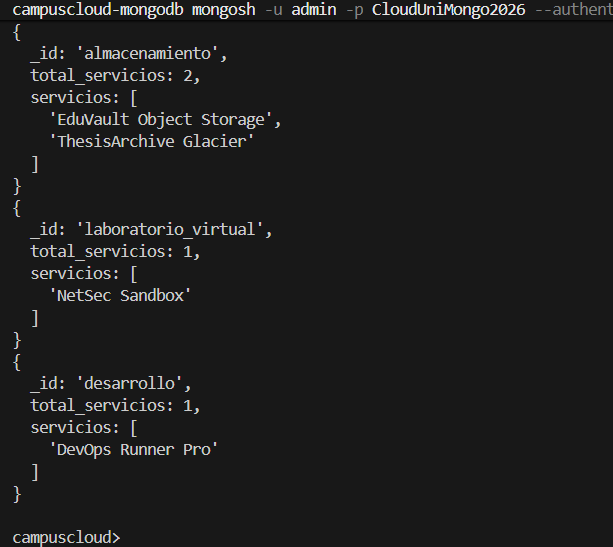 campuscloud-mongodb mongosh -u admin -p CloudUniMongo2026 --authent
{
  _id: 'almacenamiento',
  total_servicios: 2,
  servicios: [
    'EduVault Object Storage',
    'ThesisArchive Glacier'
  ]
}
{
  _id: 'laboratorio_virtual',
  total_servicios: 1,
  servicios: [
    'NetSec Sandbox'
  ]
}
{
  _id: 'desarrollo',
  total_servicios: 1,
  servicios: [
    'DevOps Runner Pro'
  ]
}
campuscloud>